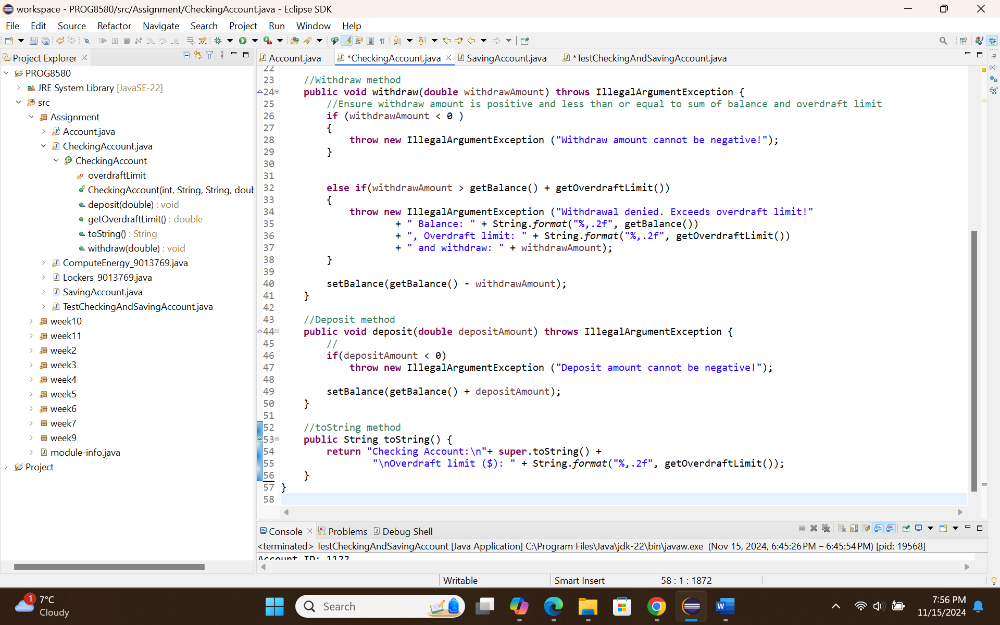 workspace - PROG8580/src/Assignment/CheckingAccount.java - Eclipse SDK
File Edit Source Refactor Navigate Search Project Run Window Help
Project Explorer
PROG8580
JRE System Library [JavaSE-22]
src
Assignment
Account.java
CheckingAccount.java
CheckingAccount
overdraftLimit
CheckingAccount(int, String, String, doub
deposit(double) : void
getOverdraftLimit() : double
toString() : String
withdraw(double) : void
ComputeEnergy_9013769.java
Lockers_9013769.java
SavingAccount.java
TestCheckingAndSavingAccount.java
week10
week11
week2
week3
week4
week5
week6
week7
week9
module-info.java
Project
Account.java *CheckingAccount.java SavingAccount.java *TestCheckingAndSavingAccount.java
22
23 //Withdraw method
24 public void withdraw(double withdrawAmount) throws IllegalArgumentException {
25 //Ensure withdraw amount is positive and less than or equal to sum of balance and overdraft limit
26 if (withdrawAmount < 0 )
27 {
28 throw new IllegalArgumentException ("Withdraw amount cannot be negative!");
29 }
30
31
32 else if(withdrawAmount > getBalance() + getOverdraftLimit())
33 {
34 throw new IllegalArgumentException ("Withdrawal denied. Exceeds overdraft limit!"
35 + " Balance: " + String.format("%,.2f", getBalance())
36 + ", Overdraft limit: " + String.format("%,.2f", getOverdraftLimit())
37 + " and withdraw: " + withdrawAmount);
38 }
39
40 setBalance(getBalance() - withdrawAmount);
41 }
42
43 //Deposit method
44 public void deposit(double depositAmount) throws IllegalArgumentException {
45 //
46 if(depositAmount < 0)
47 throw new IllegalArgumentException ("Deposit amount cannot be negative!");
48
49 setBalance(getBalance() + depositAmount);
50 }
51
52 //toString method
53 public String toString() {
54 return "Checking Account:\n"+ super.toString() +
55 "\nOverdraft limit ($): " + String.format("%,.2f", getOverdraftLimit());
56 }
57 }
58
Console Problems Debug Shell
<terminated> TestCheckingAndSavingAccount [Java Application] C:\Program Files\Java\jdk-22\bin\javaw.exe (Nov 15, 2024, 6:45:26 PM – 6:45:54 PM) [pid: 19568]
Account ID: 1122
Writable Smart Insert 58 : 1 : 1872
1
7°C
Cloudy
Search
7:56 PM
11/15/2024